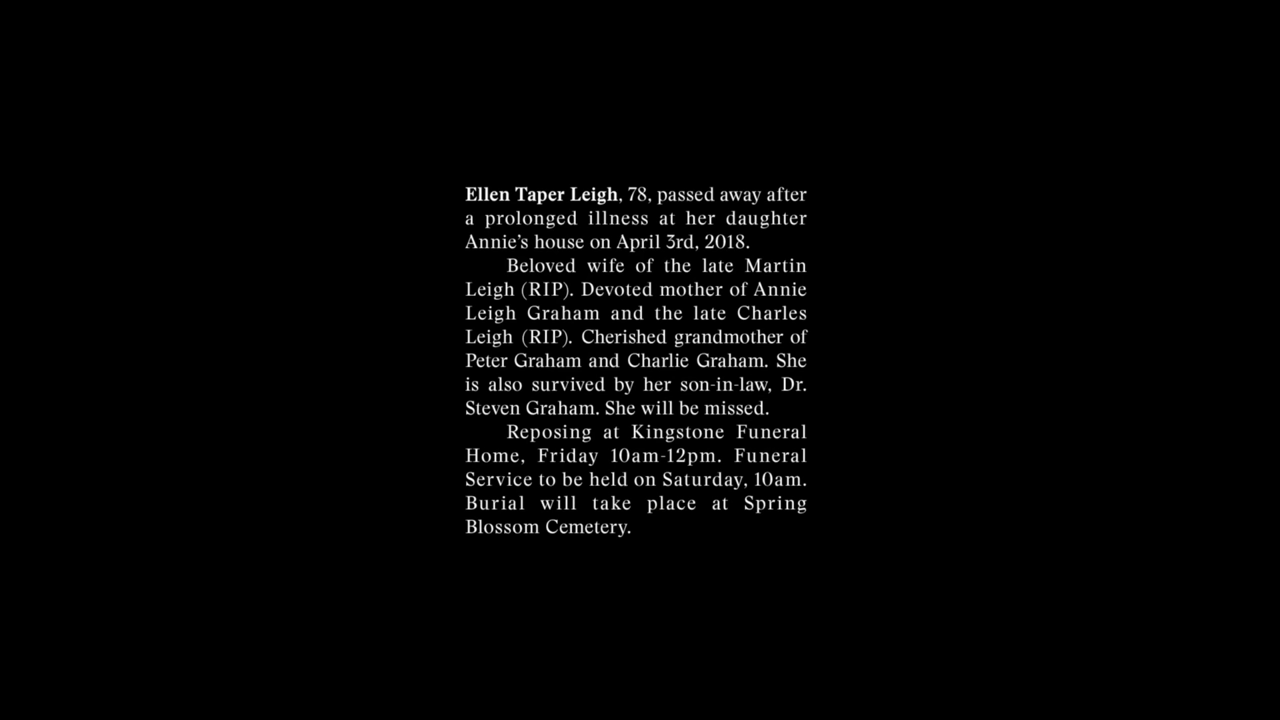 Ellen Taper Leigh, 78, passed away after
a prolonged illness at her daughter
Annie's house on April 3rd, 2018.
Beloved wife of the late Martin
Leigh (RIP). Devoted mother of Annie
Leigh Graham and the late Charles
Leigh (RIP). Cherished grandmother of
Peter Graham and Charlie Graham. She
is also survived by her son-in-law, Dr.
Steven Graham. She will be missed.
Reposing at Kingstone Funeral
Home, Friday 10am-12pm. Funeral
Service to be held on Saturday, 10am.
Burial will take place at Spring
Blossom Cemetery.